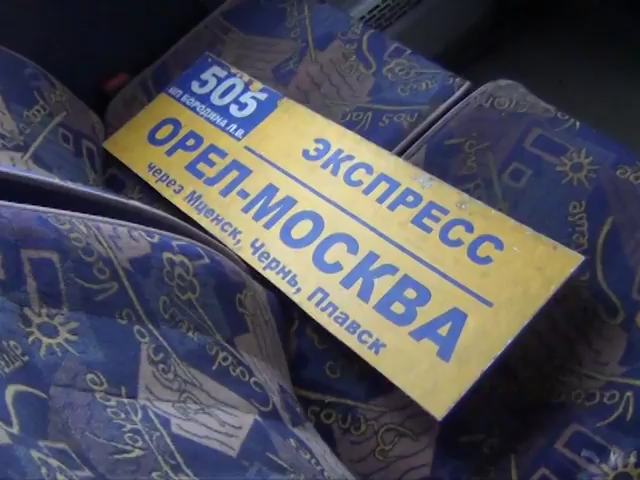 505
ИП БОРОДИНА Л.В.
ЭКСПРЕСС
ОРЕЛ-МОСКВА
через Мценск, Чернь, Плавск